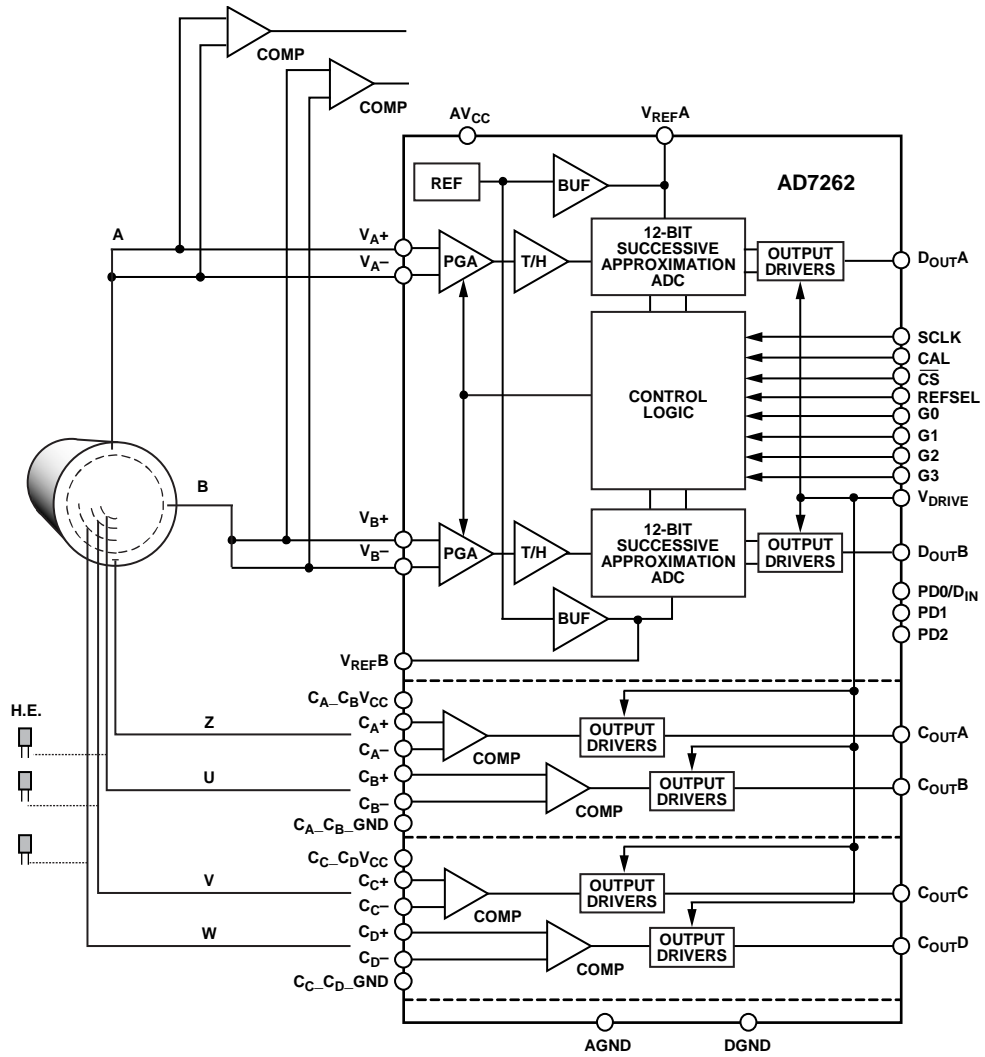 COMP
COMP
AVCC
VREFA
REF
BUF
AD7262
A
VA+
VA−
PGA
T/H
12-BIT
SUCCESSIVE
APPROXIMATION
ADC
OUTPUT
DRIVERS
DOUTA
CONTROL
LOGIC
SCLK
CAL
CS
REFSEL
G0
G1
G2
G3
VDRIVE
B
VB+
VB−
PGA
T/H
12-BIT
SUCCESSIVE
APPROXIMATION
ADC
OUTPUT
DRIVERS
DOUTB
PD0/DIN
PD1
PD2
BUF
VREFB
H.E.
CA_CBVCC
Z
CA+
CA−
COMP
OUTPUT
DRIVERS
COUTA
U
CB+
CB−
COMP
OUTPUT
DRIVERS
COUTB
CA_CB_GND
CC_CDVCC
V
CC+
CC−
COMP
OUTPUT
DRIVERS
COUTC
W
CD+
CD−
COMP
OUTPUT
DRIVERS
COUTD
CC_CD_GND
AGND
DGND